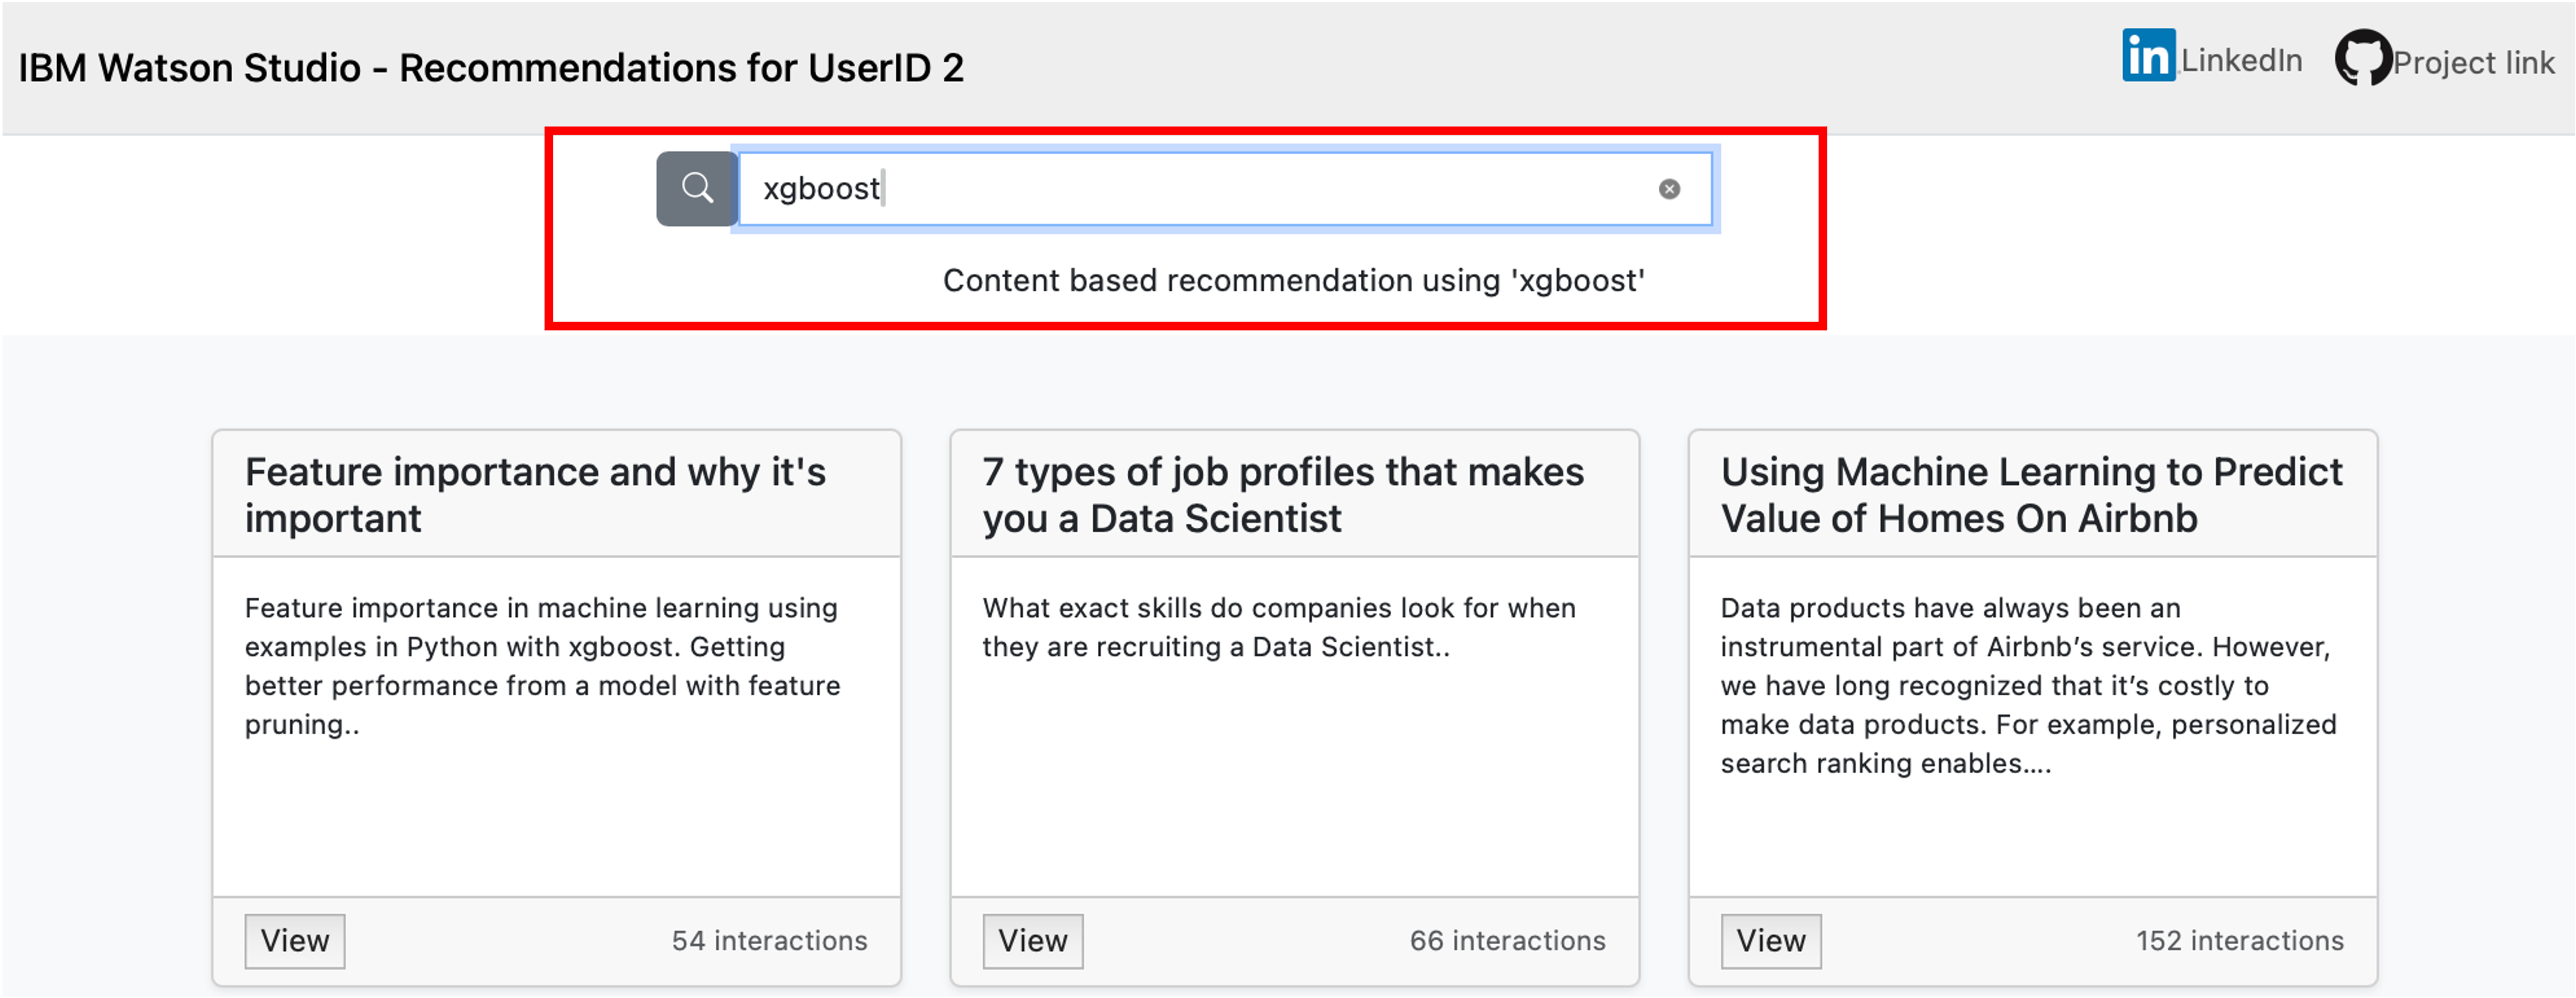 IBM Watson Studio - Recommendations for UserID 2
in LinkedIn
Project link
xgboost
Content based recommendation using 'xgboost'
Feature importance and why it's
important
Feature importance in machine learning using
examples in Python with xgboost. Getting
better performance from a model with feature
pruning..
View
54 interactions
7 types of job profiles that makes
you a Data Scientist
What exact skills do companies look for when
they are recruiting a Data Scientist..
View
66 interactions
Using Machine Learning to Predict
Value of Homes On Airbnb
Data products have always been an
instrumental part of Airbnb’s service. However,
we have long recognized that it’s costly to
make data products. For example, personalized
search ranking enables....
View
152 interactions